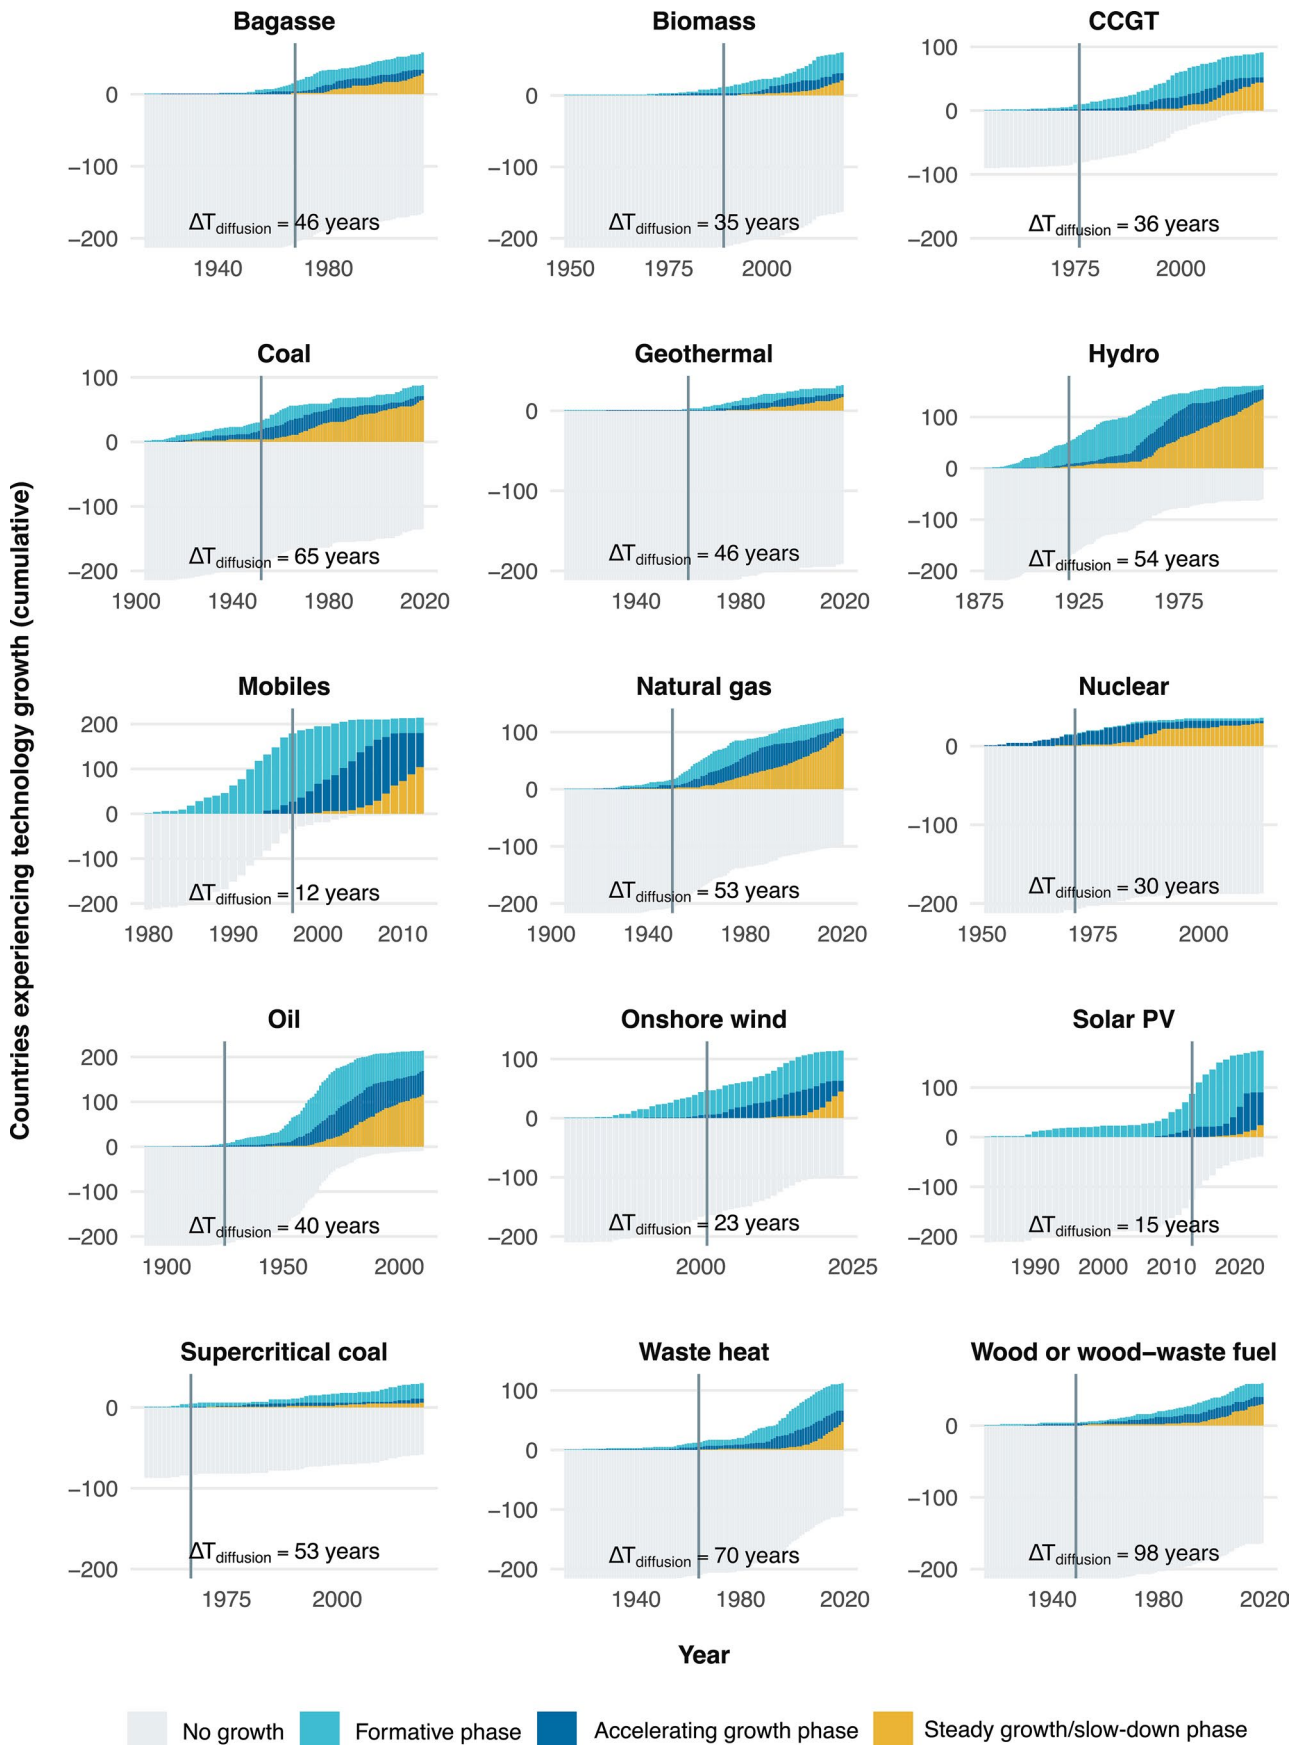 Countries experiencing technology growth (cumulative)
Bagasse
Biomass
CCGT
0
−100
−200
1940 1980
ΔTdiffusion = 46 years
0
−100
−200
1950 1975 2000
ΔTdiffusion = 35 years
100
0
−100
−200
1975 2000
ΔTdiffusion = 36 years
Coal
Geothermal
Hydro
100
0
−100
−200
1900 1940 1980 2020
ΔTdiffusion = 65 years
0
−100
−200
1940 1980 2020
ΔTdiffusion = 46 years
100
0
−100
−200
1875 1925 1975
ΔTdiffusion = 54 years
Mobiles
Natural gas
Nuclear
200
100
0
−100
−200
1980 1990 2000 2010
ΔTdiffusion = 12 years
100
0
−100
−200
1900 1920 1940 1960 1980 2000 2020
ΔTdiffusion = 53 years
0
−100
−200
1950 1975 2000
ΔTdiffusion = 30 years
Oil
Onshore wind
Solar PV
200
100
0
−100
−200
1900 1950 2000
ΔTdiffusion = 40 years
100
0
−100
−200
2000 2025
ΔTdiffusion = 23 years
100
0
−100
−200
1990 2000 2010 2020
ΔTdiffusion = 15 years
Supercritical coal
Waste heat
Wood or wood−waste fuel
0
−100
−200
1975 2000
ΔTdiffusion = 53 years
100
0
−100
−200
1940 1980 2020
ΔTdiffusion = 70 years
0
−100
−200
1940 1980 2020
ΔTdiffusion = 98 years
Year
No growth Formative phase Accelerating growth phase Steady growth/slow-down phase